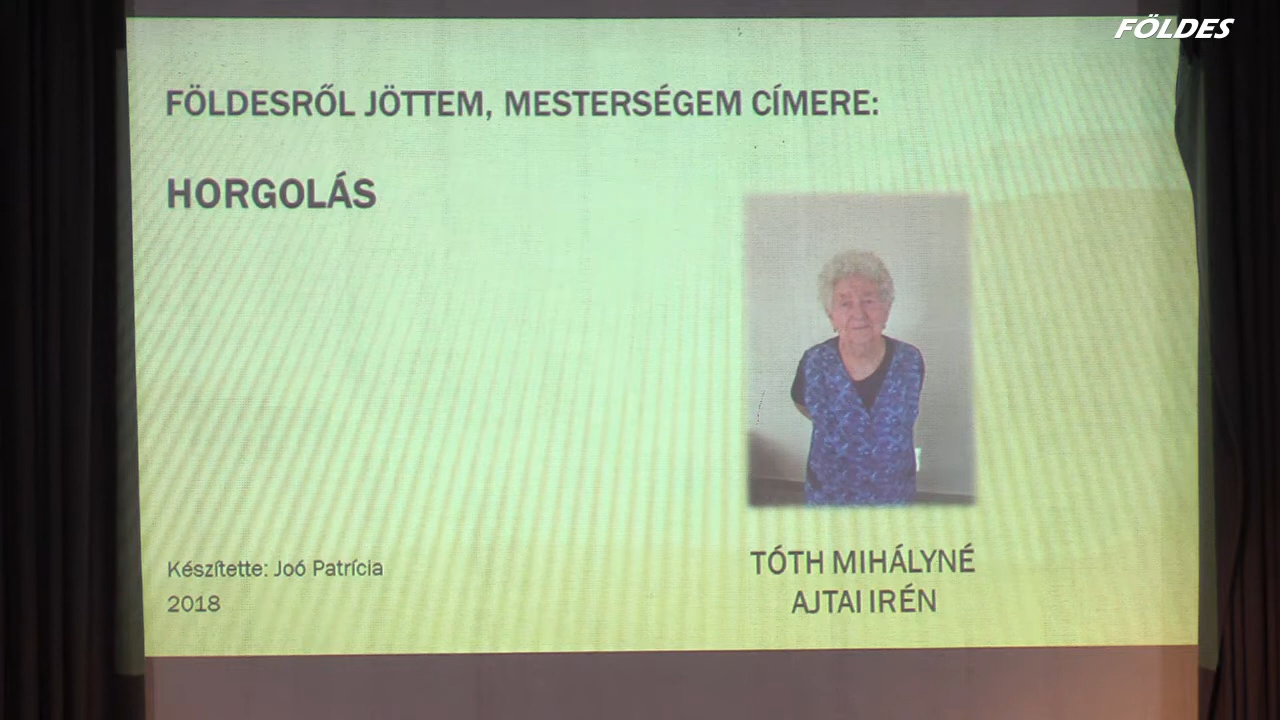 FÖLDES
FÖLDESRŐL JÖTTEM, MESTERSÉGEM CÍMERE:
HORGOLÁS
Készítette: Joó Patrícia
2018
TÓTH MIHÁLYNÉ
AJTAI IRÉN